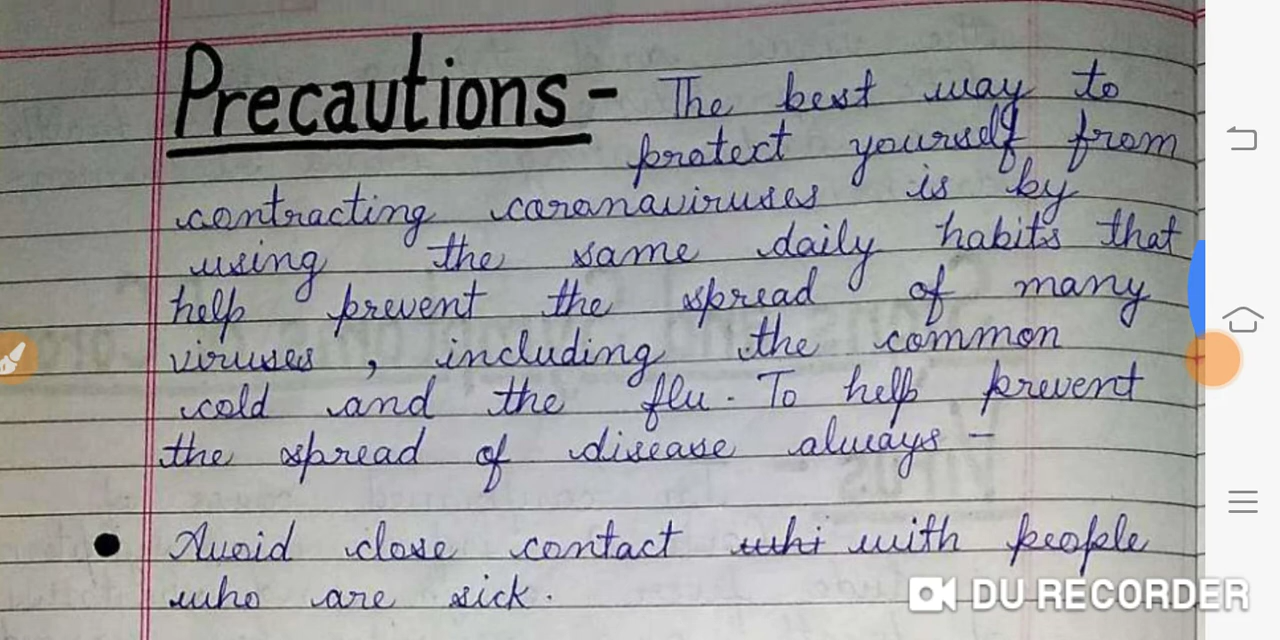 Precautions - The best way to
protect yourself from
contracting coronaviruses is by
using the same daily habits that
help prevent the spread of many
viruses, including the common
cold and the flu. To help prevent
the spread of disease always -
• Avoid close contact whi with people
who are sick.
DU RECORDER